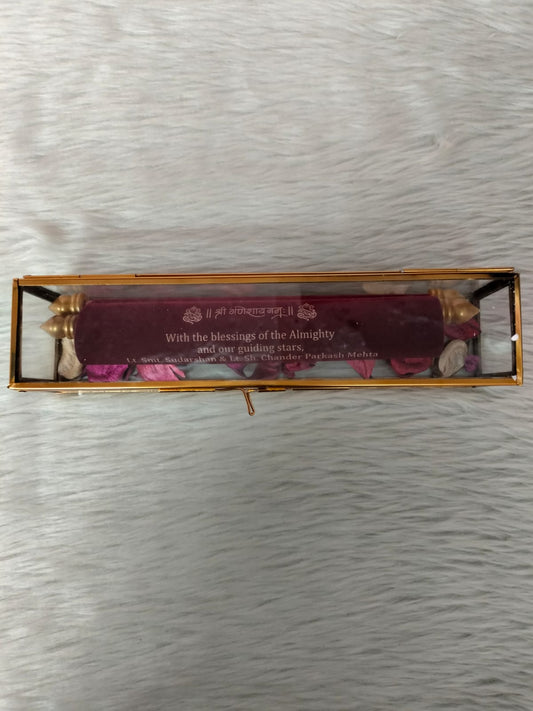 ॥ श्री गणेशाय नमः ॥
With the blessings of the Almighty
and our guiding stars,
Lt. Smt. Sudarshan & Lt. Sh. Chander Parkash Mehta